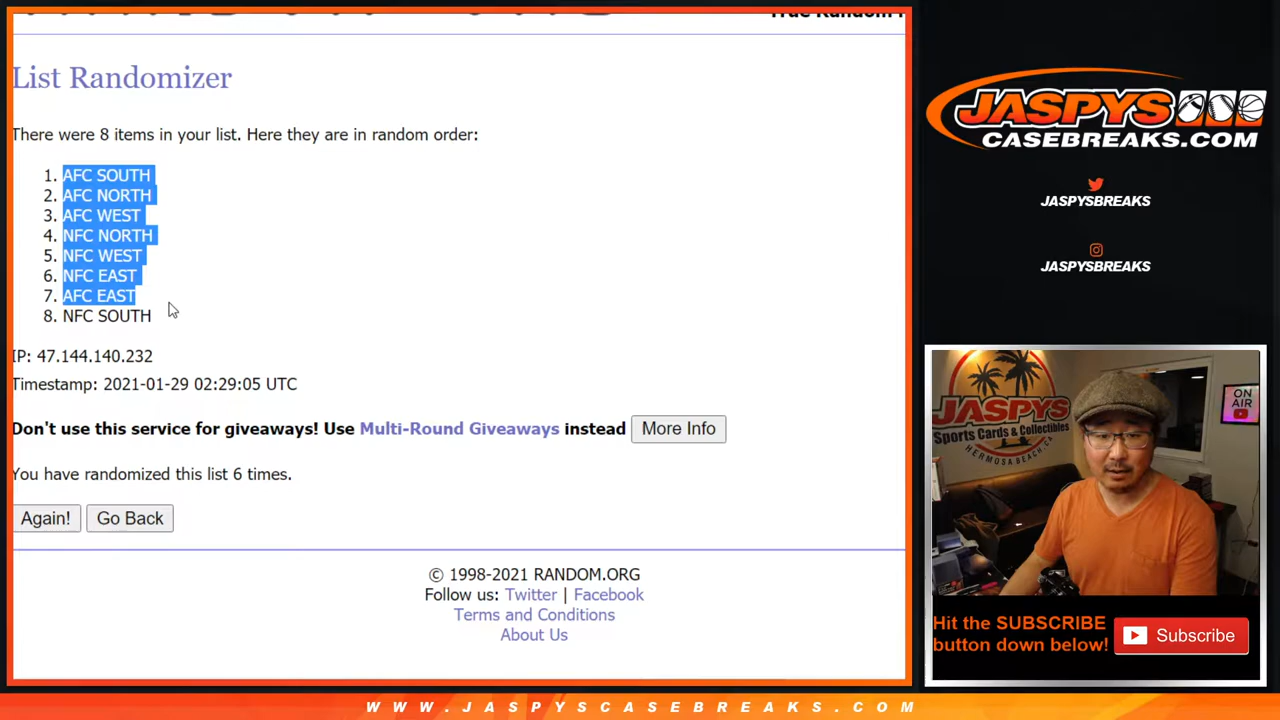 List Randomizer
There were 8 items in your list. Here they are in random order:
1. AFC SOUTH
2. AFC NORTH
3. AFC WEST
4. NFC NORTH
5. NFC WEST
6. NFC EAST
7. AFC EAST
8. NFC SOUTH
IP: 47.144.140.232
Timestamp: 2021-01-29 02:29:05 UTC
Don't use this service for giveaways! Use Multi-Round Giveaways instead More Info
You have randomized this list 6 times.
Again! Go Back
© 1998-2021 RANDOM.ORG
Follow us: Twitter | Facebook
Terms and Conditions
About Us
JASPYS
CASEBREAKS.COM
JASPYSBREAKS
JASPYSBREAKS
JASPYS
Sports Cards & Collectibles
HERMOSA BEACH, CA
ON
AIR
Hit the SUBSCRIBE
button down below!
Subscribe
WWW.JASPYSCASEBREAKS.COM